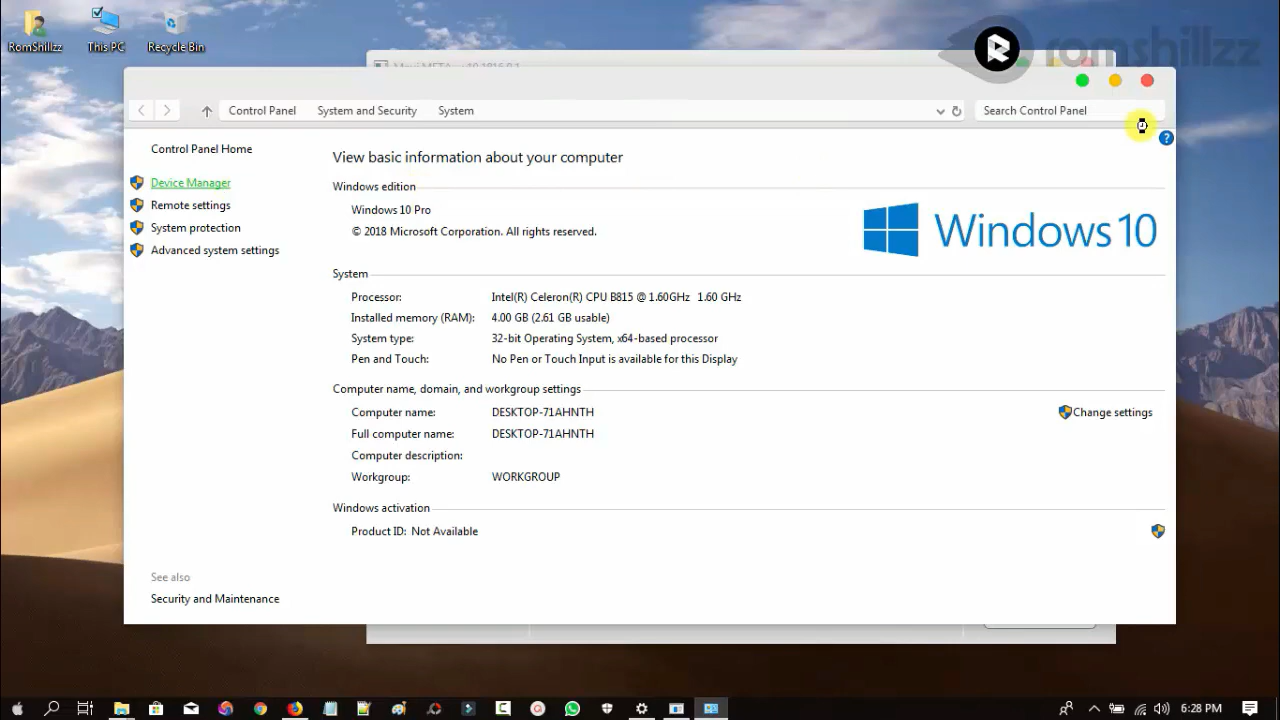 RomShillzz
This PC
Recycle Bin
romshillzz
Control Panel
System and Security
System
Search Control Panel
Control Panel Home
Device Manager
Remote settings
System protection
Advanced system settings
View basic information about your computer
Windows edition
Windows 10 Pro
© 2018 Microsoft Corporation. All rights reserved.
Windows 10
System
Processor: Intel(R) Celeron(R) CPU B815 @ 1.60GHz 1.60 GHz
Installed memory (RAM): 4.00 GB (2.61 GB usable)
System type: 32-bit Operating System, x64-based processor
Pen and Touch: No Pen or Touch Input is available for this Display
Computer name, domain, and workgroup settings
Computer name: DESKTOP-71AHNTH
Change settings
Full computer name: DESKTOP-71AHNTH
Computer description:
Workgroup: WORKGROUP
Windows activation
Product ID: Not Available
See also
Security and Maintenance
6:28 PM